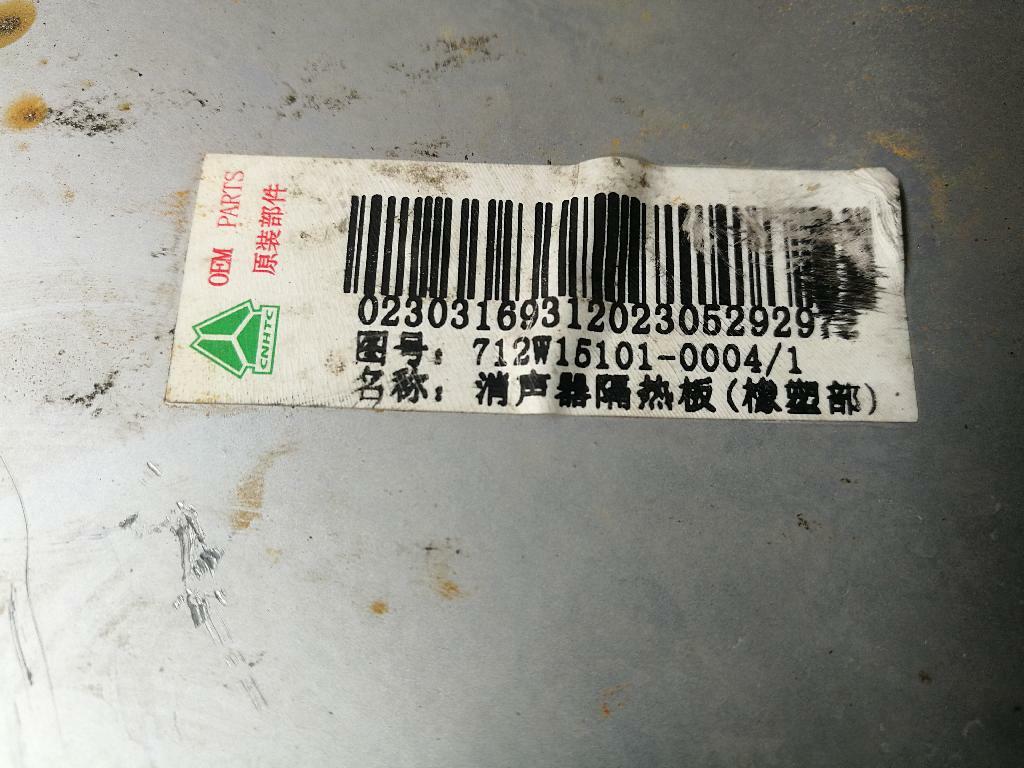 OEM PARTS
原装部件
CNHTC
02303169312023052929
图号: 712W15101-0004/1
名称: 消声器隔热板(橡塑部)